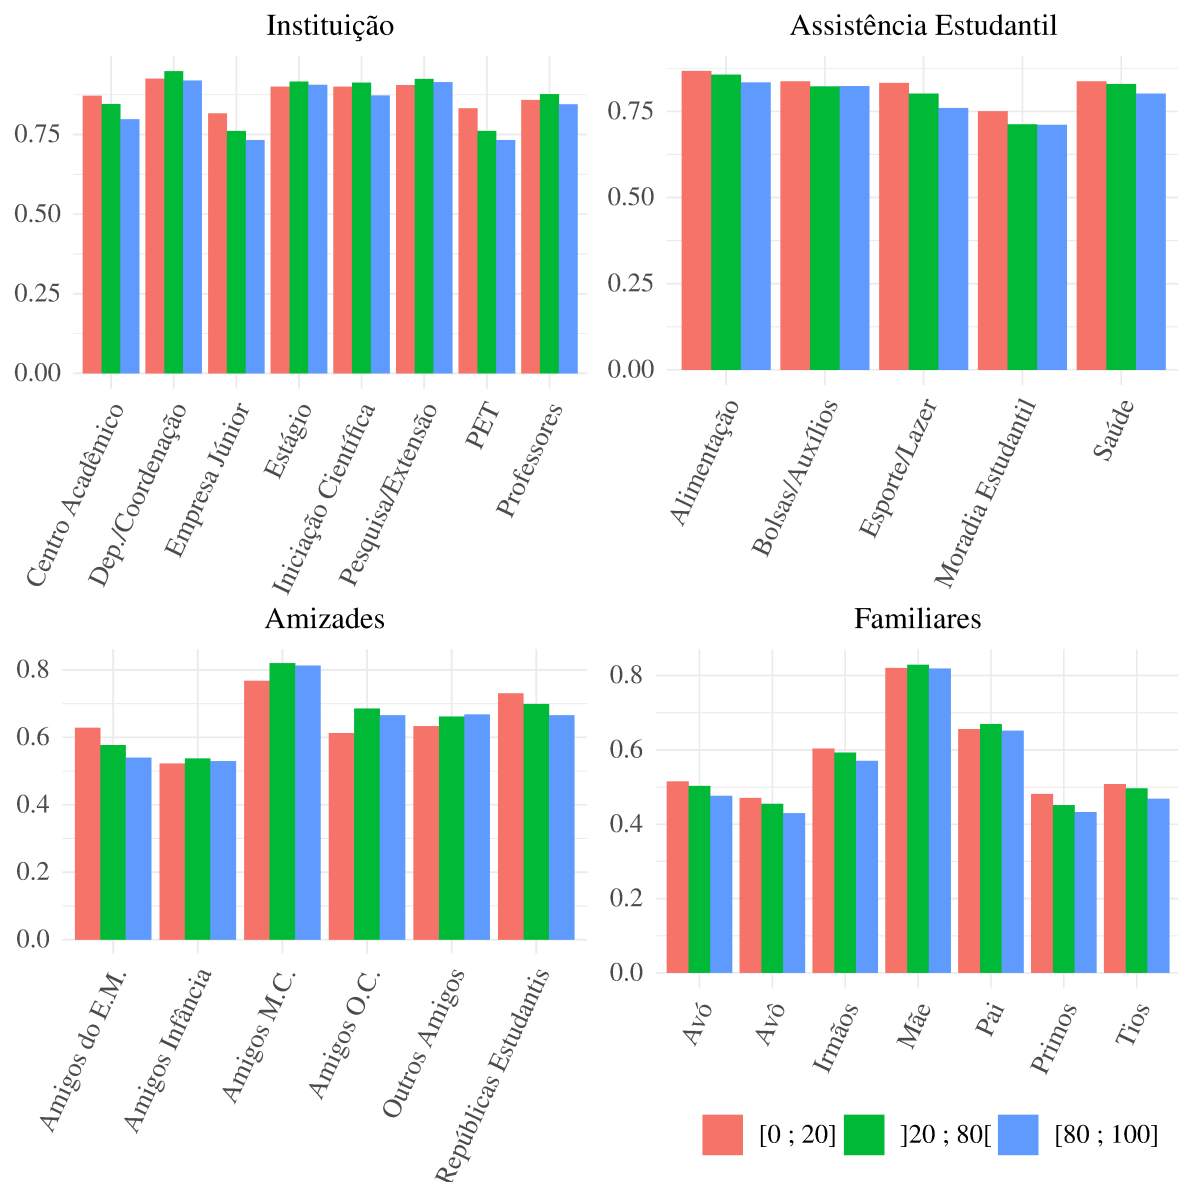 Instituição
0.75
0.50
0.25
0.00
Centro Acadêmico
Dep./Coordenação
Empresa Júnior
Estágio
Iniciação Científica
Pesquisa/Extensão
PET
Professores
Assistência Estudantil
0.75
0.50
0.25
0.00
Alimentação
Bolsas/Auxílios
Esporte/Lazer
Moradia Estudantil
Saúde
Amizades
0.8
0.6
0.4
0.2
0.0
Amigos do E.M.
Amigos Infância
Amigos M.C.
Amigos O.C.
Outros Amigos
Repúblicas Estudantis
Familiares
0.8
0.6
0.4
0.2
0.0
Avó
Avô
Irmãos
Mãe
Pai
Primos
Tios
[0 ; 20] ]20 ; 80[ [80 ; 100]